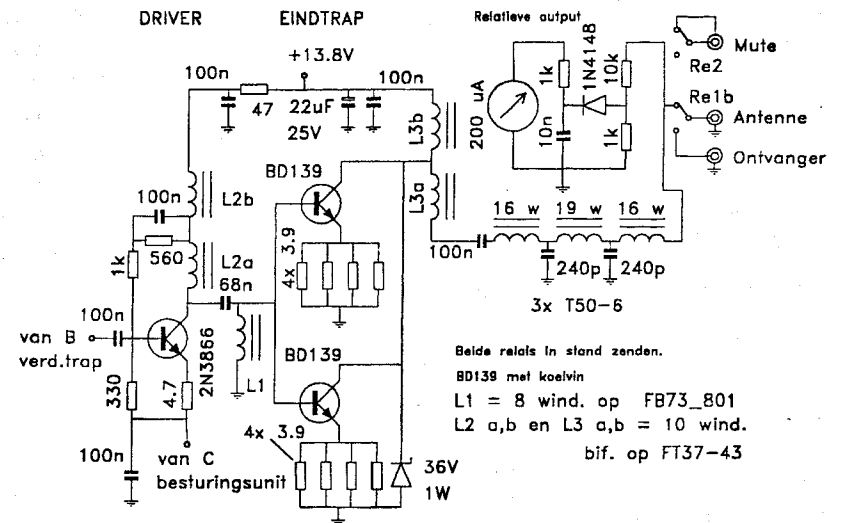 DRIVER
EINDTRAP
Relatieve output
+13.8V
100n
47
22uF
25V
100n
L3b
L3a
200 uA
1k
1N4148
10k
10n
1k
Mute
Re2
Re1b
Antenne
Ontvanger
BD139
100n
L2b
560
L2a
1k
68n
4x 3.9
16 w
19 w
16 w
100n
240p
240p
3x T50-6
100n
van B
verd.trap
2N3866
L1
BD139
330
4.7
Beide relais in stand zenden.
BD139 met koelvin
L1 = 8 wind. op FB73_801
L2 a,b en L3 a,b = 10 wind.
bif. op FT37-43
100n
van C
besturingsunit
4x 3.9
36V
1W